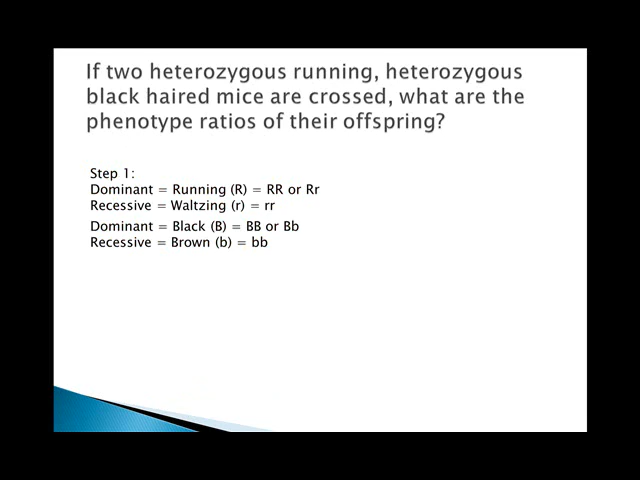 If two heterozygous running, heterozygous
black haired mice are crossed, what are the
phenotype ratios of their offspring?
Step 1:
Dominant = Running (R) = RR or Rr
Recessive = Waltzing (r) = rr
Dominant = Black (B) = BB or Bb
Recessive = Brown (b) = bb